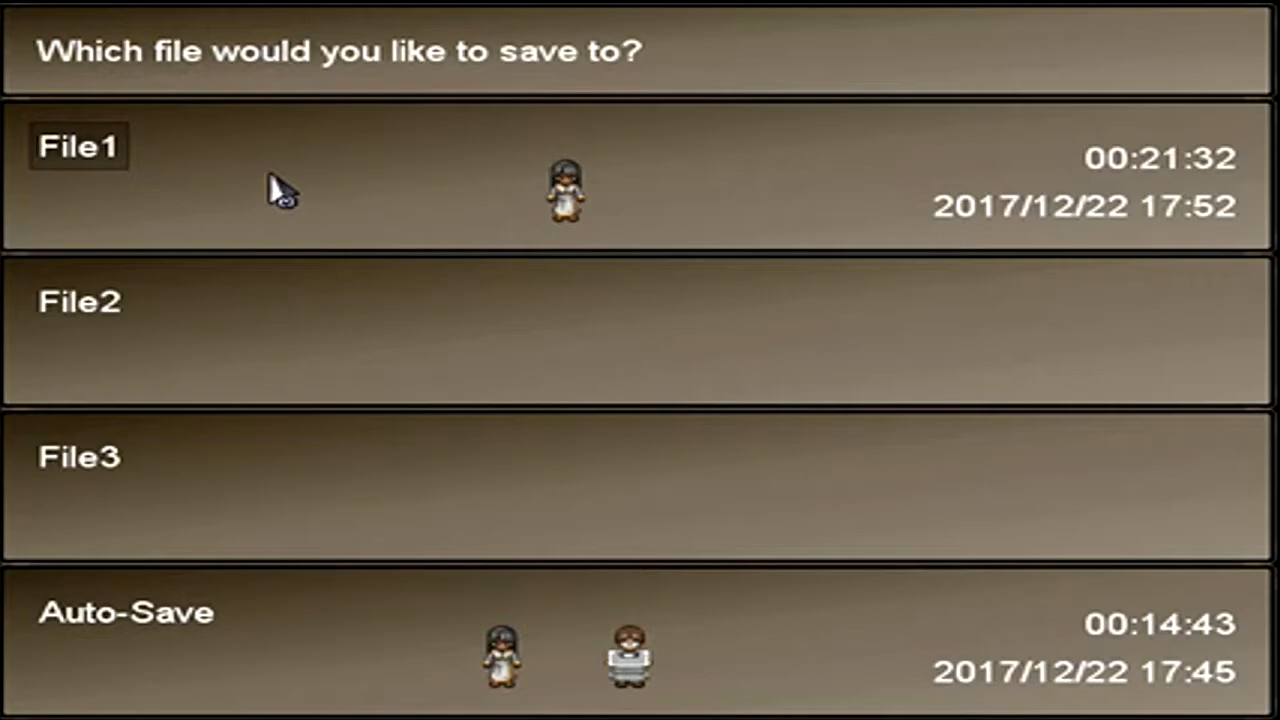 Which file would you like to save to?
File1
00:21:32
2017/12/22 17:52
File2
File3
Auto-Save
00:14:43
2017/12/22 17:45